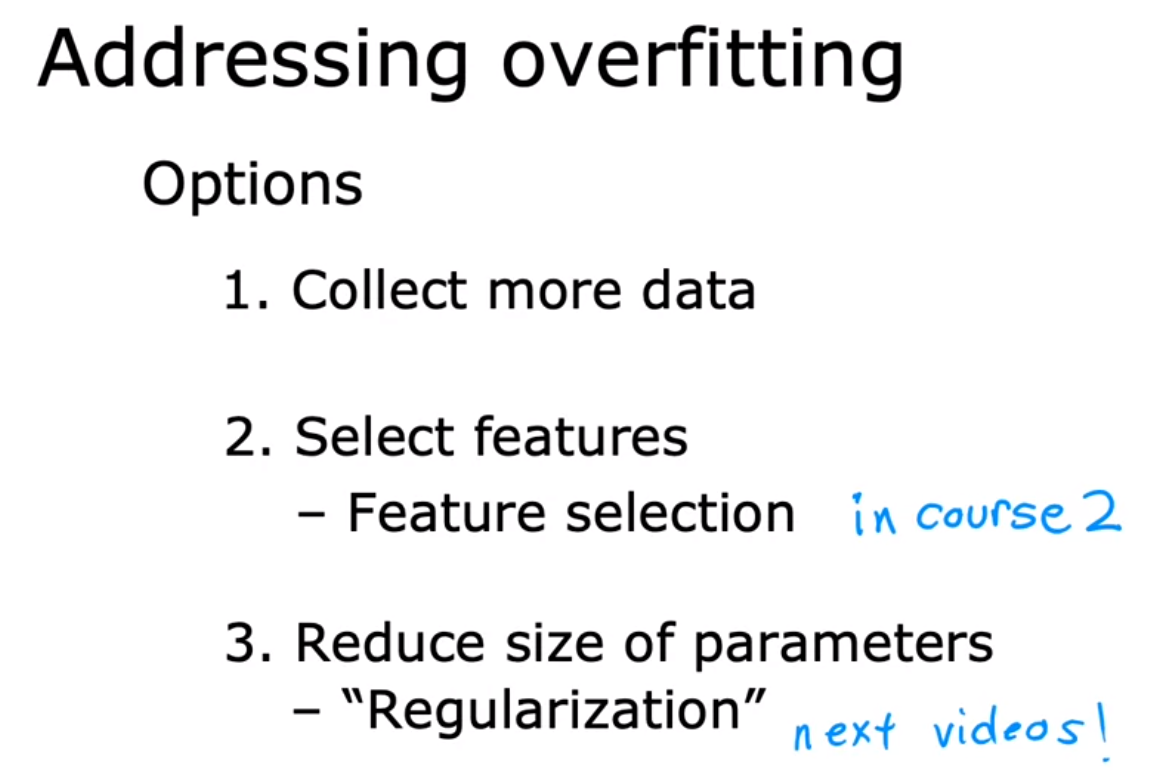 Addressing overfitting
Options
1. Collect more data
2. Select features
– Feature selection in course 2
3. Reduce size of parameters
– “Regularization” next videos!